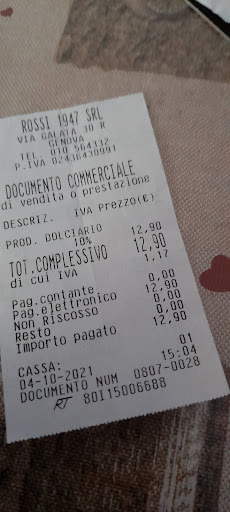 ROSSI 1947 SRL
VIA GALATA 30 R
GENOVA
TEL. 010 564332
P.IVA 02436430991
DOCUMENTO COMMERCIALE
di vendita o prestazione
DESCRIZ. IVA Prezzo(€)
PROD. DOLCIARIO 12,90
10%
TOT.COMPLESSIVO 12,90
di cui IVA 1,17
Pag.contante 0,00
Pag.elettronico 12,90
Non Riscosso 0,00
Resto 0,00
Importo pagato 12,90
CASSA: 01
04-10-2021 15:04
DOCUMENTO NUM 0807-0028
RT 80I15006688